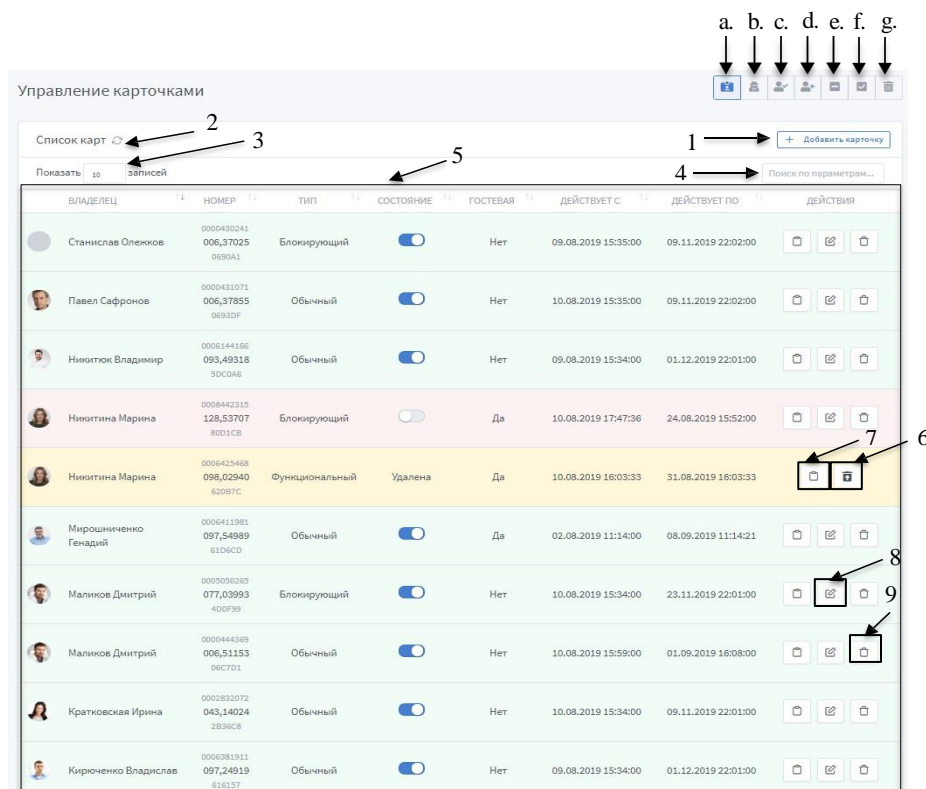 a. b. c. d. e. f. g.
Управление карточками
2
Список карт
1
+ Добавить карточку
3
Показать 10 записей
5
4
Поиск по параметрам...
ВЛАДЕЛЕЦ НОМЕР ТИП СОСТОЯНИЕ ГОСТЕВАЯ ДЕЙСТВУЕТ С ДЕЙСТВУЕТ ПО ДЕЙСТВИЯ
0000430241
Станислав Олежков 006,37025 Блокирующий Нет 09.08.2019 15:35:00 09.11.2019 22:02:00
0690A1
0000431071
Павел Сафронов 006,37855 Обычный Нет 10.08.2019 15:35:00 09.11.2019 22:02:00
0693DF
0006144166
Никитюк Владимир 093,49318 Обычный Нет 09.08.2019 15:34:00 01.12.2019 22:01:00
5DC0A6
0008442315
Никитина Марина 128,53707 Блокирующий Да 10.08.2019 17:47:36 24.08.2019 15:52:00
80D1CB
7 6
0006425468
Никитина Марина 098,02940 Функциональный Удалена Да 10.08.2019 16:03:33 31.08.2019 16:03:33
620B7C
0006411981
Мирошниченко Генадий 097,54989 Обычный Да 02.08.2019 11:14:00 08.09.2019 11:14:21
61D6CD
8
0005050265
Маликов Дмитрий 077,03993 Блокирующий Нет 10.08.2019 15:34:00 23.11.2019 22:01:00
4D0F99
9
0000444369
Маликов Дмитрий 006,51153 Обычный Нет 10.08.2019 15:59:00 01.09.2019 16:08:00
06C7D1
0002832072
Кратковская Ирина 043,14024 Обычный Нет 10.08.2019 15:34:00 09.11.2019 22:01:00
2B36C8
0006381911
Кирюченко Владислав 097,24919 Обычный Нет 09.08.2019 15:34:00 01.12.2019 22:01:00
616157